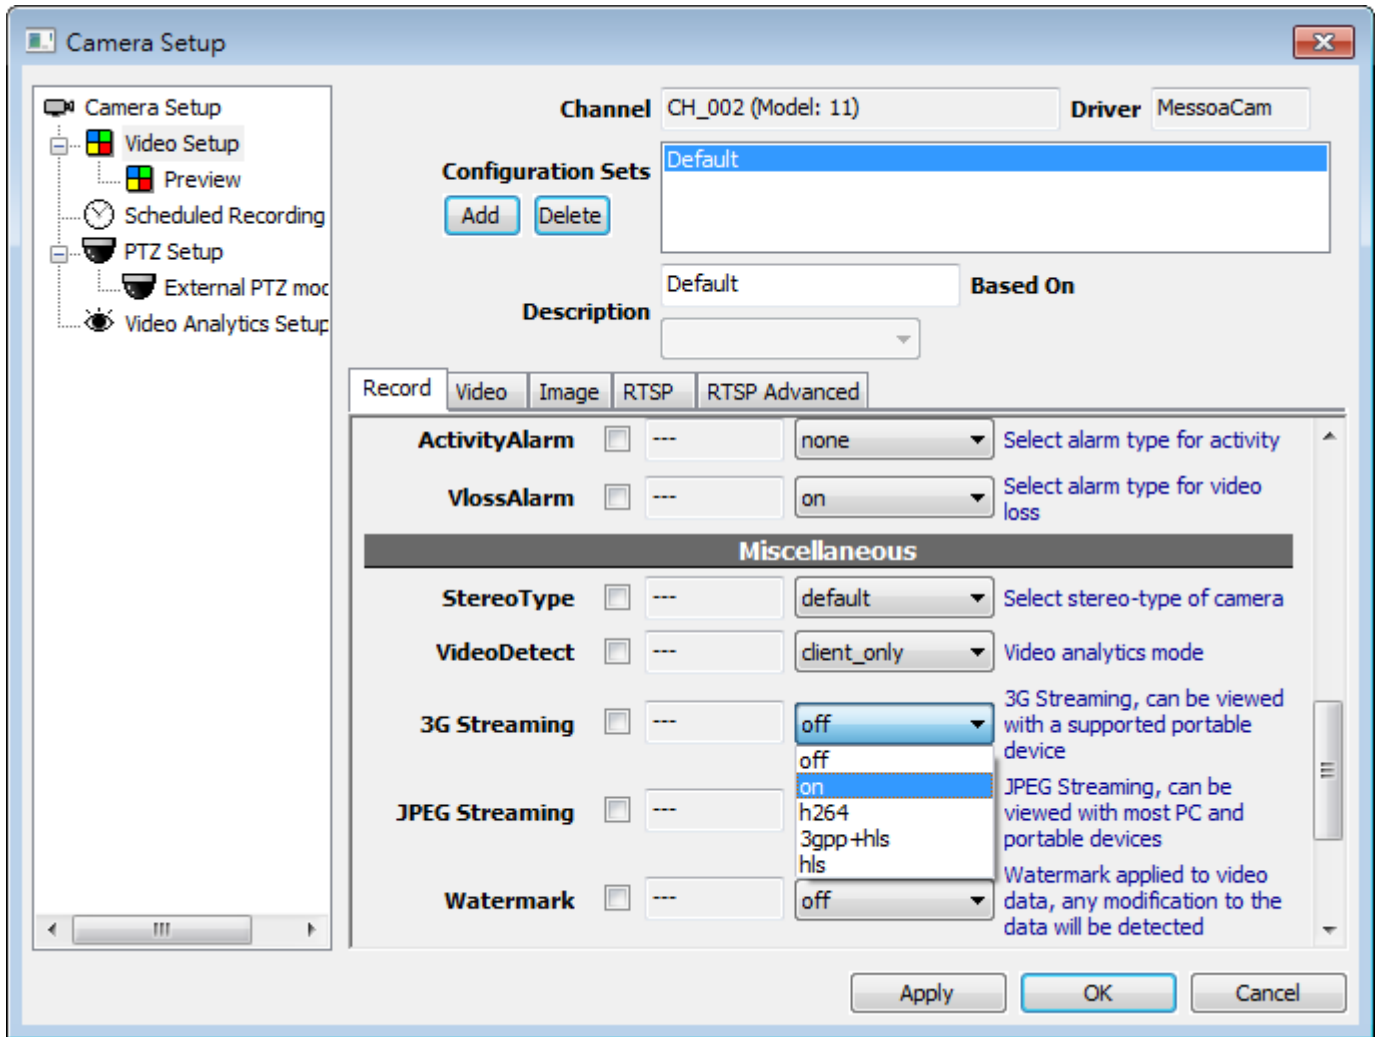 Camera Setup
Camera Setup
Video Setup
Preview
Scheduled Recording
PTZ Setup
External PTZ moc
Video Analytics Setup
Channel CH_002 (Model: 11) Driver MessoaCam
Configuration Sets Default
Add Delete
Default Based On
Description
Record Video Image RTSP RTSP Advanced
ActivityAlarm --- none Select alarm type for activity
VlossAlarm --- on Select alarm type for video
loss
Miscellaneous
StereoType --- default Select stereo-type of camera
VideoDetect --- client_only Video analytics mode
3G Streaming --- off 3G Streaming, can be viewed
with a supported portable
device
off
on
h264
3gpp+hls
hls
JPEG Streaming --- JPEG Streaming, can be
viewed with most PC and
portable devices
Watermark --- off Watermark applied to video
data, any modification to the
data will be detected
Apply OK Cancel